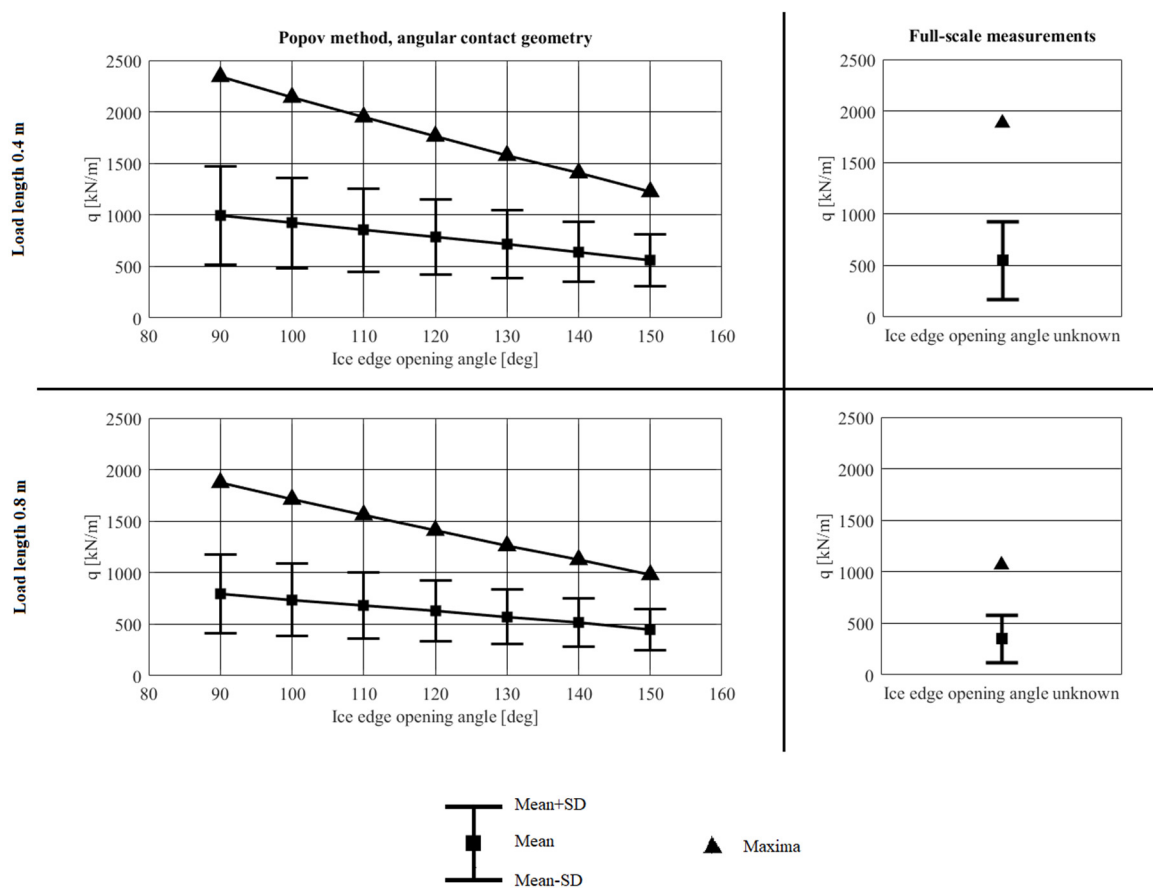 Popov method, angular contact geometry
Full-scale measurements
Load length 0.4 m
q [kN/m]
2500
2000
1500
1000
500
0
80 90 100 110 120 130 140 150 160
Ice edge opening angle [deg]
q [kN/m]
2500
2000
1500
1000
500
0
Ice edge opening angle unknown
Load length 0.8 m
q [kN/m]
2500
2000
1500
1000
500
0
80 90 100 110 120 130 140 150 160
Ice edge opening angle [deg]
q [kN/m]
2500
2000
1500
1000
500
0
Ice edge opening angle unknown
Mean+SD
Mean
Mean-SD
Maxima